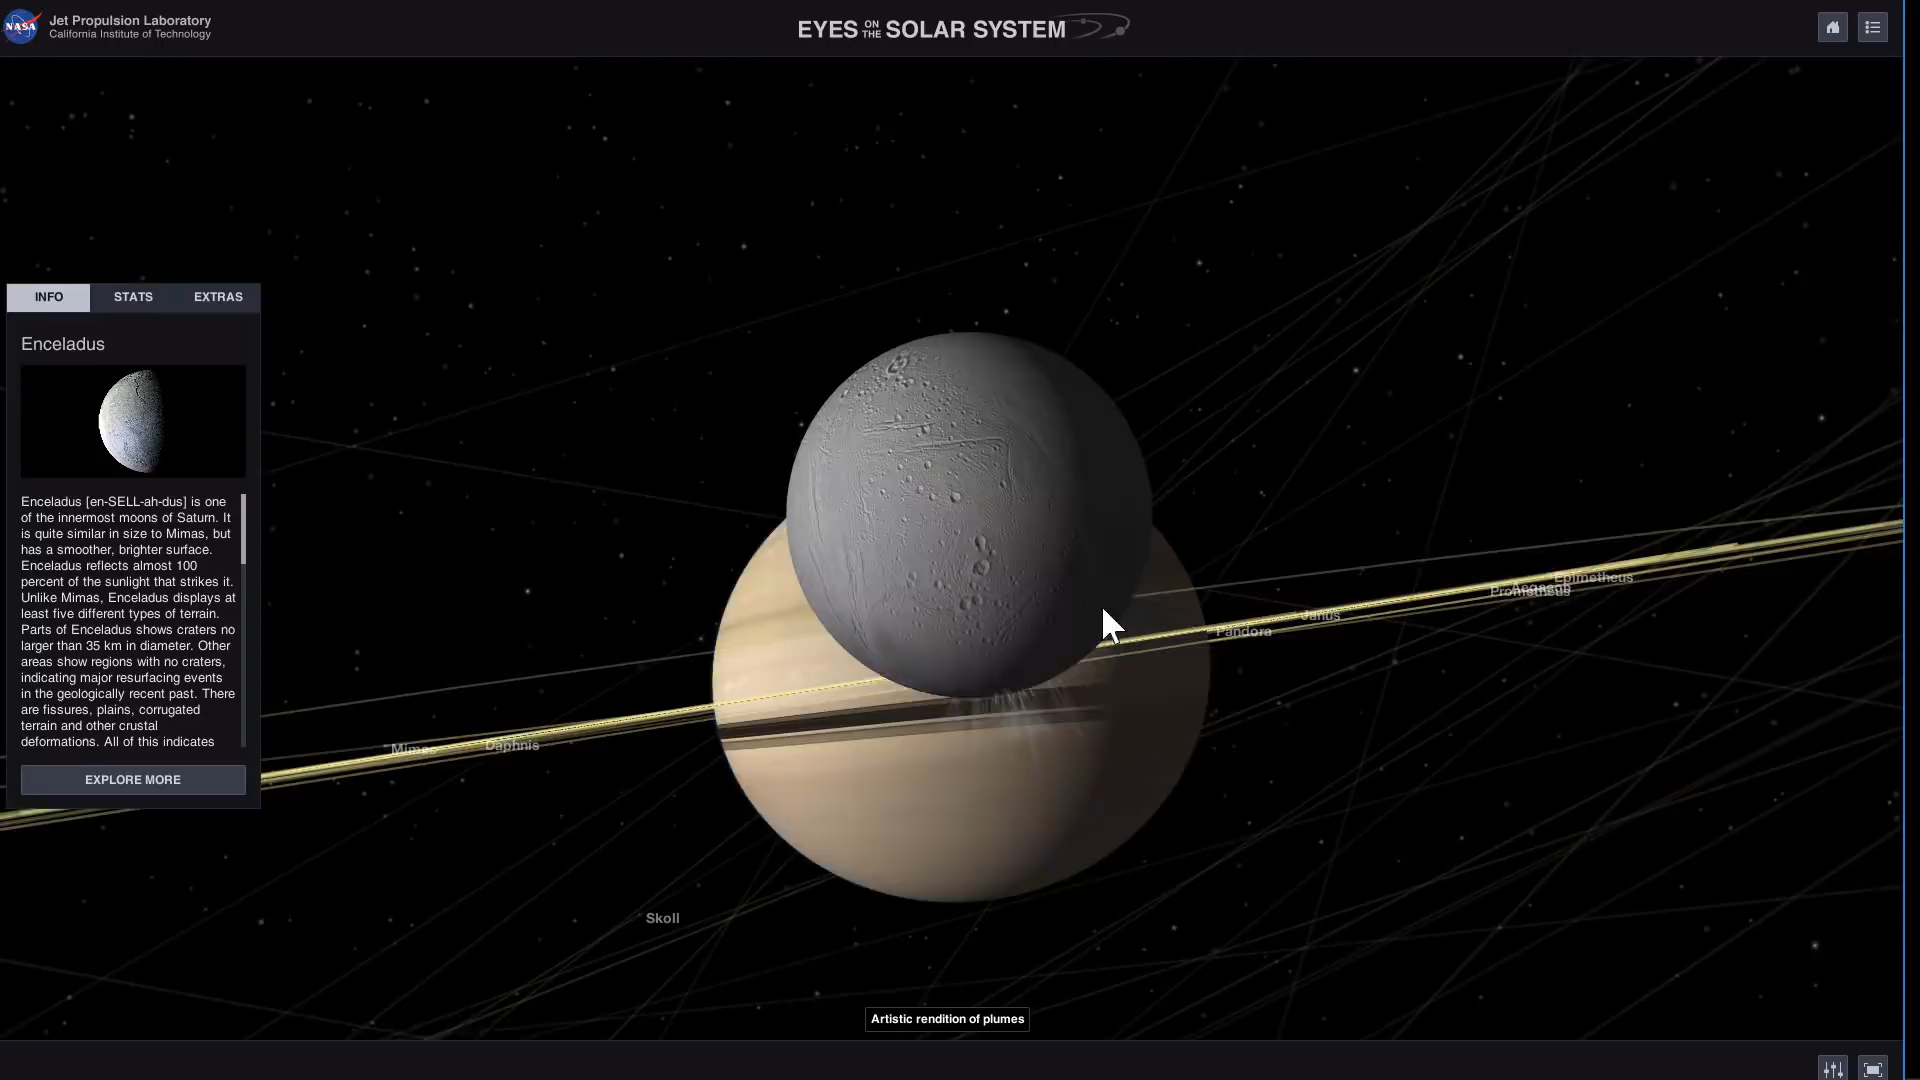 NASA
Jet Propulsion Laboratory
California Institute of Technology
EYES ON THE SOLAR SYSTEM
INFO STATS EXTRAS
Enceladus
Enceladus [en-SELL-ah-dus] is one
of the innermost moons of Saturn. It
is quite similar in size to Mimas, but
has a smoother, brighter surface.
Enceladus reflects almost 100
percent of the sunlight that strikes it.
Unlike Mimas, Enceladus displays at
least five different types of terrain.
Parts of Enceladus shows craters no
larger than 35 km in diameter. Other
areas show regions with no craters,
indicating major resurfacing events
in the geologically recent past. There
are fissures, plains, corrugated
terrain and other crustal
deformations. All of this indicates
EXPLORE MORE
Epimetheus
Aegaeon
Prometheus
Janus
Pandora
Mimas
Daphnis
Skoll
Artistic rendition of plumes